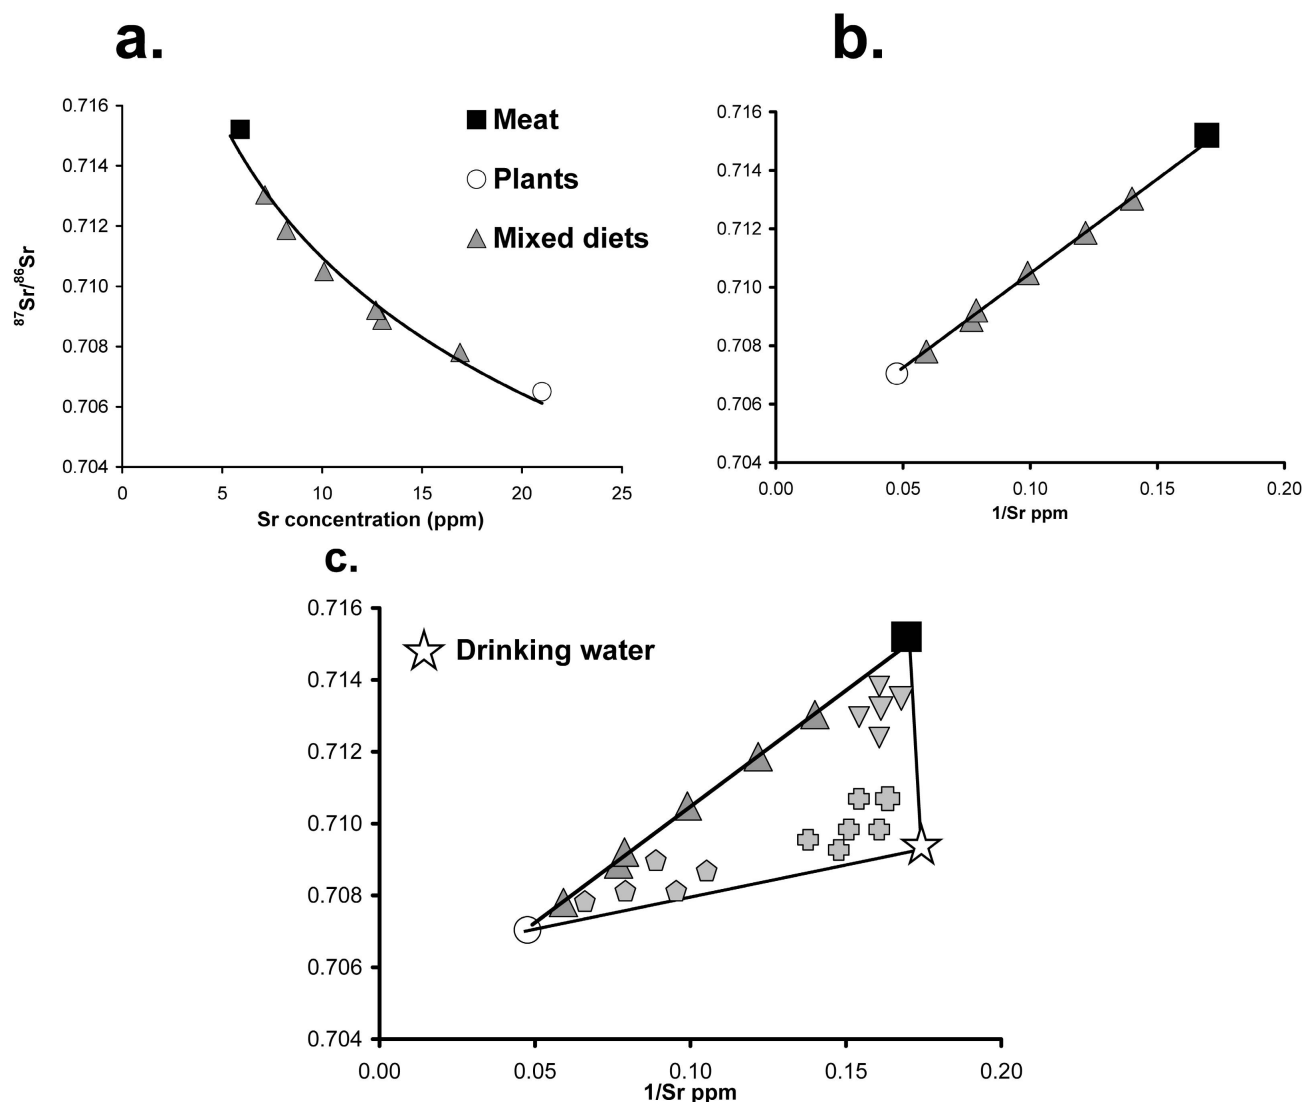 a.
0.716
0.714
0.712
0.710
0.708
0.706
0.704
87Sr/86Sr
0 5 10 15 20 25
Sr concentration (ppm)
Meat
Plants
Mixed diets
b.
0.716
0.714
0.712
0.710
0.708
0.706
0.704
0.00 0.05 0.10 0.15 0.20
1/Sr ppm
c.
0.716
0.714
0.712
0.710
0.708
0.706
0.704
Drinking water
0.00 0.05 0.10 0.15 0.20
1/Sr ppm